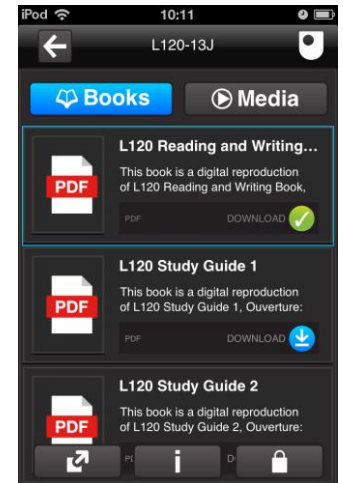 iPod 10:11
L120-13J
Books Media
L120 Reading and Writing...
This book is a digital reproduction
of L120 Reading and Writing Book,
PDF
PDF DOWNLOAD
L120 Study Guide 1
This book is a digital reproduction
of L120 Study Guide 1, Ouverture:
PDF
PDF DOWNLOAD
L120 Study Guide 2
This book is a digital reproduction
of L120 Study Guide 2, Ouverture:
PDF
i